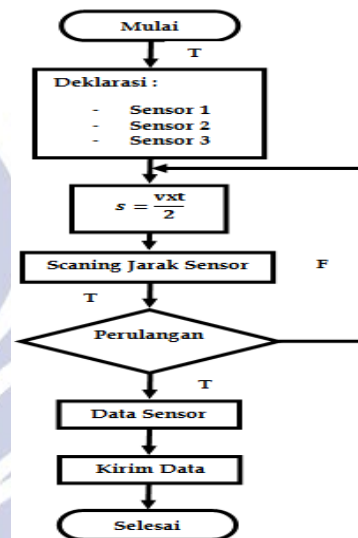 Mulai
T
Deklarasi :
- Sensor 1
- Sensor 2
- Sensor 3
s = vxt/2
Scaning Jarak Sensor
F
T
Perulangan
T
Data Sensor
Kirim Data
Selesai